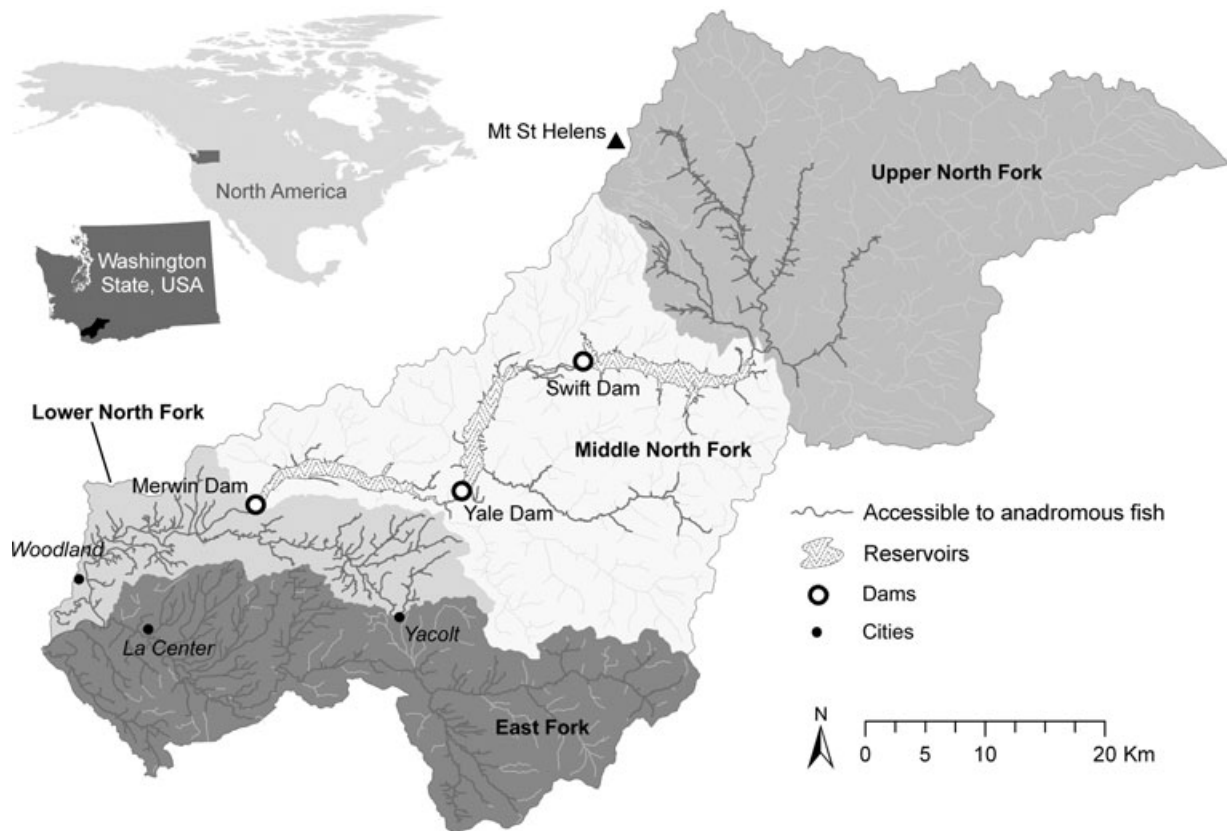 Mt St Helens
Upper North Fork
North America
Washington
State, USA
Swift Dam
Lower North Fork
Middle North Fork
Merwin Dam
Yale Dam
Accessible to anadromous fish
Woodland
Reservoirs
Dams
La Center
Yacolt
Cities
East Fork
N
0 5 10 20 Km